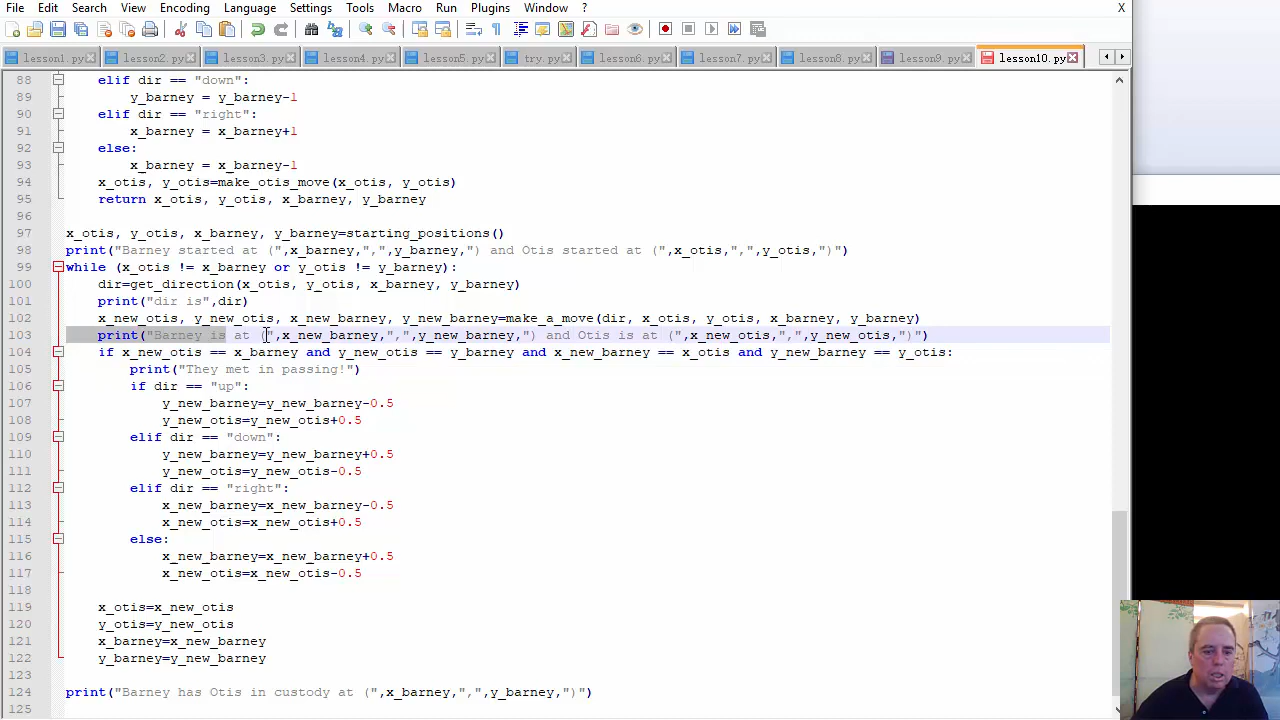 File Edit Search View Encoding Language Settings Tools Macro Run Plugins Window ? X
lesson1.py lesson2.py lesson3.py lesson4.py lesson5.py try.py lesson6.py lesson7.py lesson8.py lesson9.py lesson10.py
88 elif dir == "down":
89 y_barney = y_barney-1
90 elif dir == "right":
91 x_barney = x_barney+1
92 else:
93 x_barney = x_barney-1
94 x_otis, y_otis=make_otis_move(x_otis, y_otis)
95 return x_otis, y_otis, x_barney, y_barney
96
97 x_otis, y_otis, x_barney, y_barney=starting_positions()
98 print("Barney started at (",x_barney,",",y_barney,") and Otis started at (",x_otis,",",y_otis,")")
99 while (x_otis != x_barney or y_otis != y_barney):
100 dir=get_direction(x_otis, y_otis, x_barney, y_barney)
101 print("dir is",dir)
102 x_new_otis, y_new_otis, x_new_barney, y_new_barney=make_a_move(dir, x_otis, y_otis, x_barney, y_barney)
103 print("Barney is at (",x_new_barney,",",y_new_barney,") and Otis is at (",x_new_otis,",",y_new_otis,")")
104 if x_new_otis == x_barney and y_new_otis == y_barney and x_new_barney == x_otis and y_new_barney == y_otis:
105 print("They met in passing!")
106 if dir == "up":
107 y_new_barney=y_new_barney-0.5
108 y_new_otis=y_new_otis+0.5
109 elif dir == "down":
110 y_new_barney=y_new_barney+0.5
111 y_new_otis=y_new_otis-0.5
112 elif dir == "right":
113 x_new_barney=x_new_barney-0.5
114 x_new_otis=x_new_otis+0.5
115 else:
116 x_new_barney=x_new_barney+0.5
117 x_new_otis=x_new_otis-0.5
118
119 x_otis=x_new_otis
120 y_otis=y_new_otis
121 x_barney=x_new_barney
122 y_barney=y_new_barney
123
124 print("Barney has Otis in custody at (",x_barney,",",y_barney,")")
125